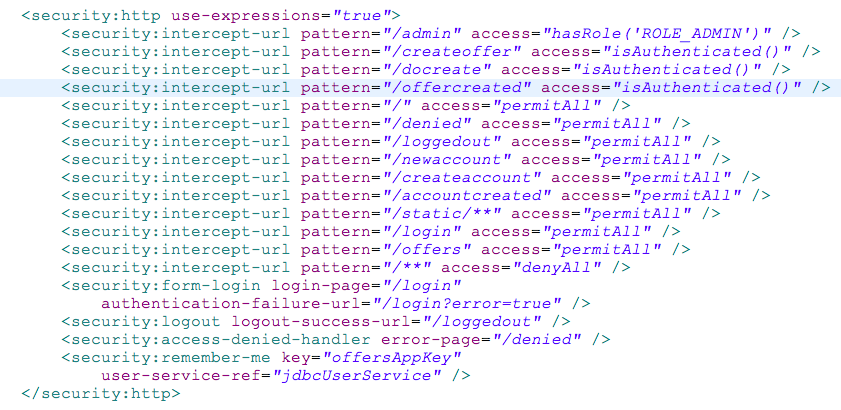 <security:http use-expressions="true">
<security:intercept-url pattern="/admin" access="hasRole('ROLE_ADMIN')" />
<security:intercept-url pattern="/createoffer" access="isAuthenticated()" />
<security:intercept-url pattern="/docreate" access="isAuthenticated()" />
<security:intercept-url pattern="/offercreated" access="isAuthenticated()" />
<security:intercept-url pattern="/" access="permitAll" />
<security:intercept-url pattern="/denied" access="permitAll" />
<security:intercept-url pattern="/loggedout" access="permitAll" />
<security:intercept-url pattern="/newaccount" access="permitAll" />
<security:intercept-url pattern="/createaccount" access="permitAll" />
<security:intercept-url pattern="/accountcreated" access="permitAll" />
<security:intercept-url pattern="/static/**" access="permitAll" />
<security:intercept-url pattern="/login" access="permitAll" />
<security:intercept-url pattern="/offers" access="permitAll" />
<security:intercept-url pattern="/**" access="denyAll" />
<security:form-login login-page="/login"
authentication-failure-url="/login?error=true" />
<security:logout logout-success-url="/loggedout" />
<security:access-denied-handler error-page="/denied" />
<security:remember-me key="offersAppKey"
user-service-ref="jdbcUserService" />
</security:http>